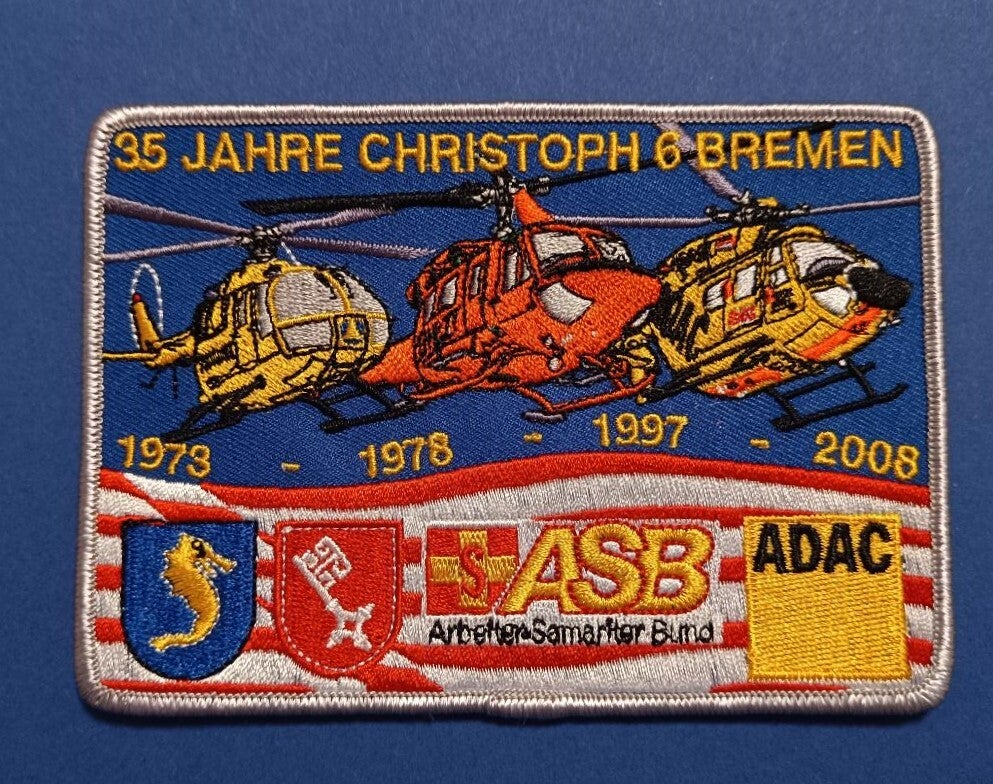 35 JAHRE CHRISTOPH 6 BREMEN
1973 - 1978 - 1997 - 2008
S ASB
Arbeiter-Samariter Bund
ADAC